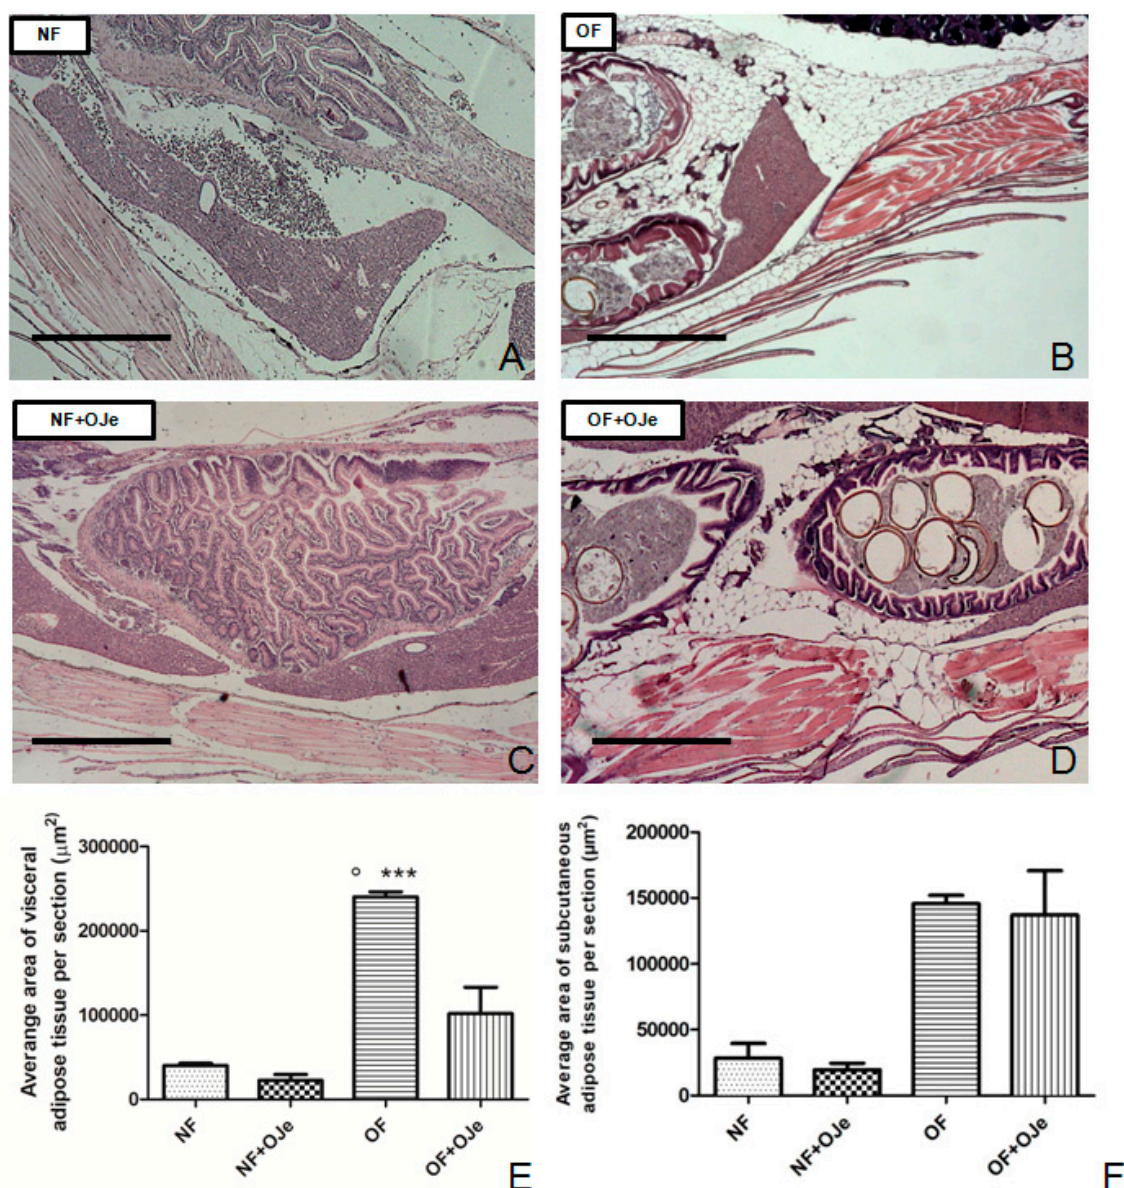 NF
A
OF
B
NF+OJe
C
OF+OJe
D
Averange area of visceral
adipose tissue per section (μm²)
300000
200000
100000
0
° ***
NF
NF+OJe
OF
OF+OJe
E
Average area of subcutaneous
adipose tissue per section (μm²)
200000
150000
100000
50000
0
NF
NF+OJe
OF
OF+OJe
F